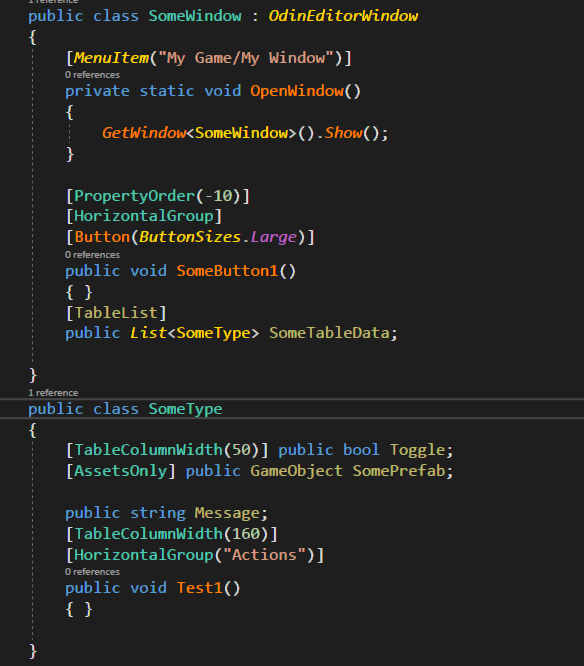 1 reference
public class SomeWindow : OdinEditorWindow
{
[MenuItem("My Game/My Window")]
0 references
private static void OpenWindow()
{
GetWindow<SomeWindow>().Show();
}
[PropertyOrder(-10)]
[HorizontalGroup]
[Button(ButtonSizes.Large)]
0 references
public void SomeButton1()
{ }
[TableList]
public List<SomeType> SomeTableData;
}
1 reference
public class SomeType
{
[TableColumnWidth(50)] public bool Toggle;
[AssetsOnly] public GameObject SomePrefab;
public string Message;
[TableColumnWidth(160)]
[HorizontalGroup("Actions")]
0 references
public void Test1()
{ }
}